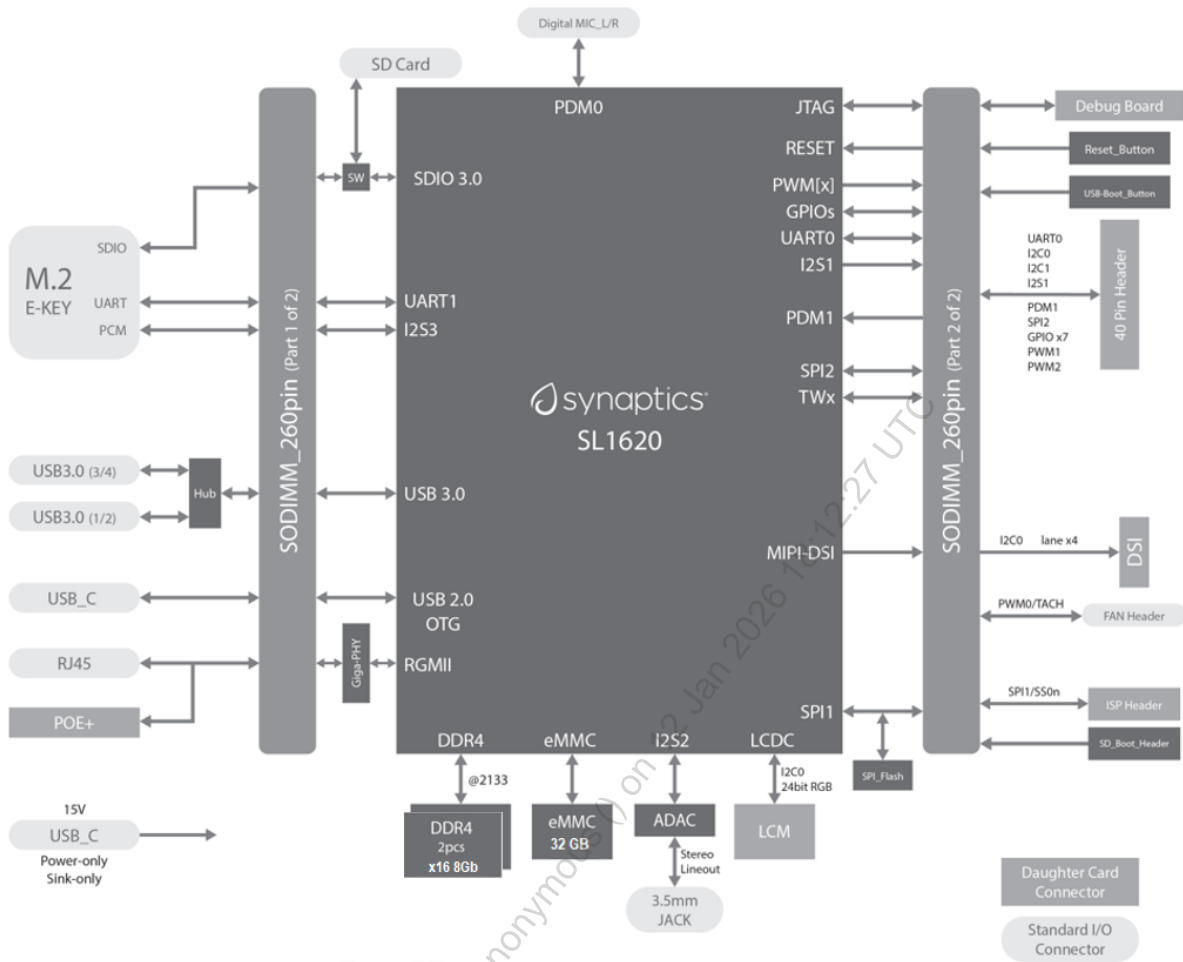 Digital MIC_L/R
SD Card
PDM0
JTAG
Debug Board
RESET
Reset_Button
SW
SDIO 3.0
PWM[x]
USB-Boot_Button
GPIOs
UART0
I2S1
UART0
I2C0
I2C1
I2S1
PDM1
SPI2
GPIO x7
PWM1
PWM2
40 Pin Header
SDIO
M.2
E-KEY
UART
PCM
UART1
I2S3
PDM1
SPI2
TWx
SODIMM_260pin (Part 1 of 2)
SODIMM_260pin (Part 2 of 2)
synaptics
SL1620
USB3.0 (3/4)
Hub
USB3.0 (1/2)
USB 3.0
MIPI-DSI
I2C0 lane x4
DSI
USB_C
USB 2.0
OTG
PWM0/TACH
FAN Header
RJ45
Giga-PHY
RGMII
POE+
SPI1
SPI1/SS0n
ISP Header
DDR4
eMMC
I2S2
LCDC
SD_Boot_Header
@2133
I2C0
24bit RGB
SPI_Flash
15V
USB_C
Power-only
Sink-only
DDR4
2pcs
x16 8Gb
eMMC
32 GB
ADAC
LCM
Stereo
Lineout
3.5mm
JACK
Daughter Card
Connector
Standard I/O
Connector